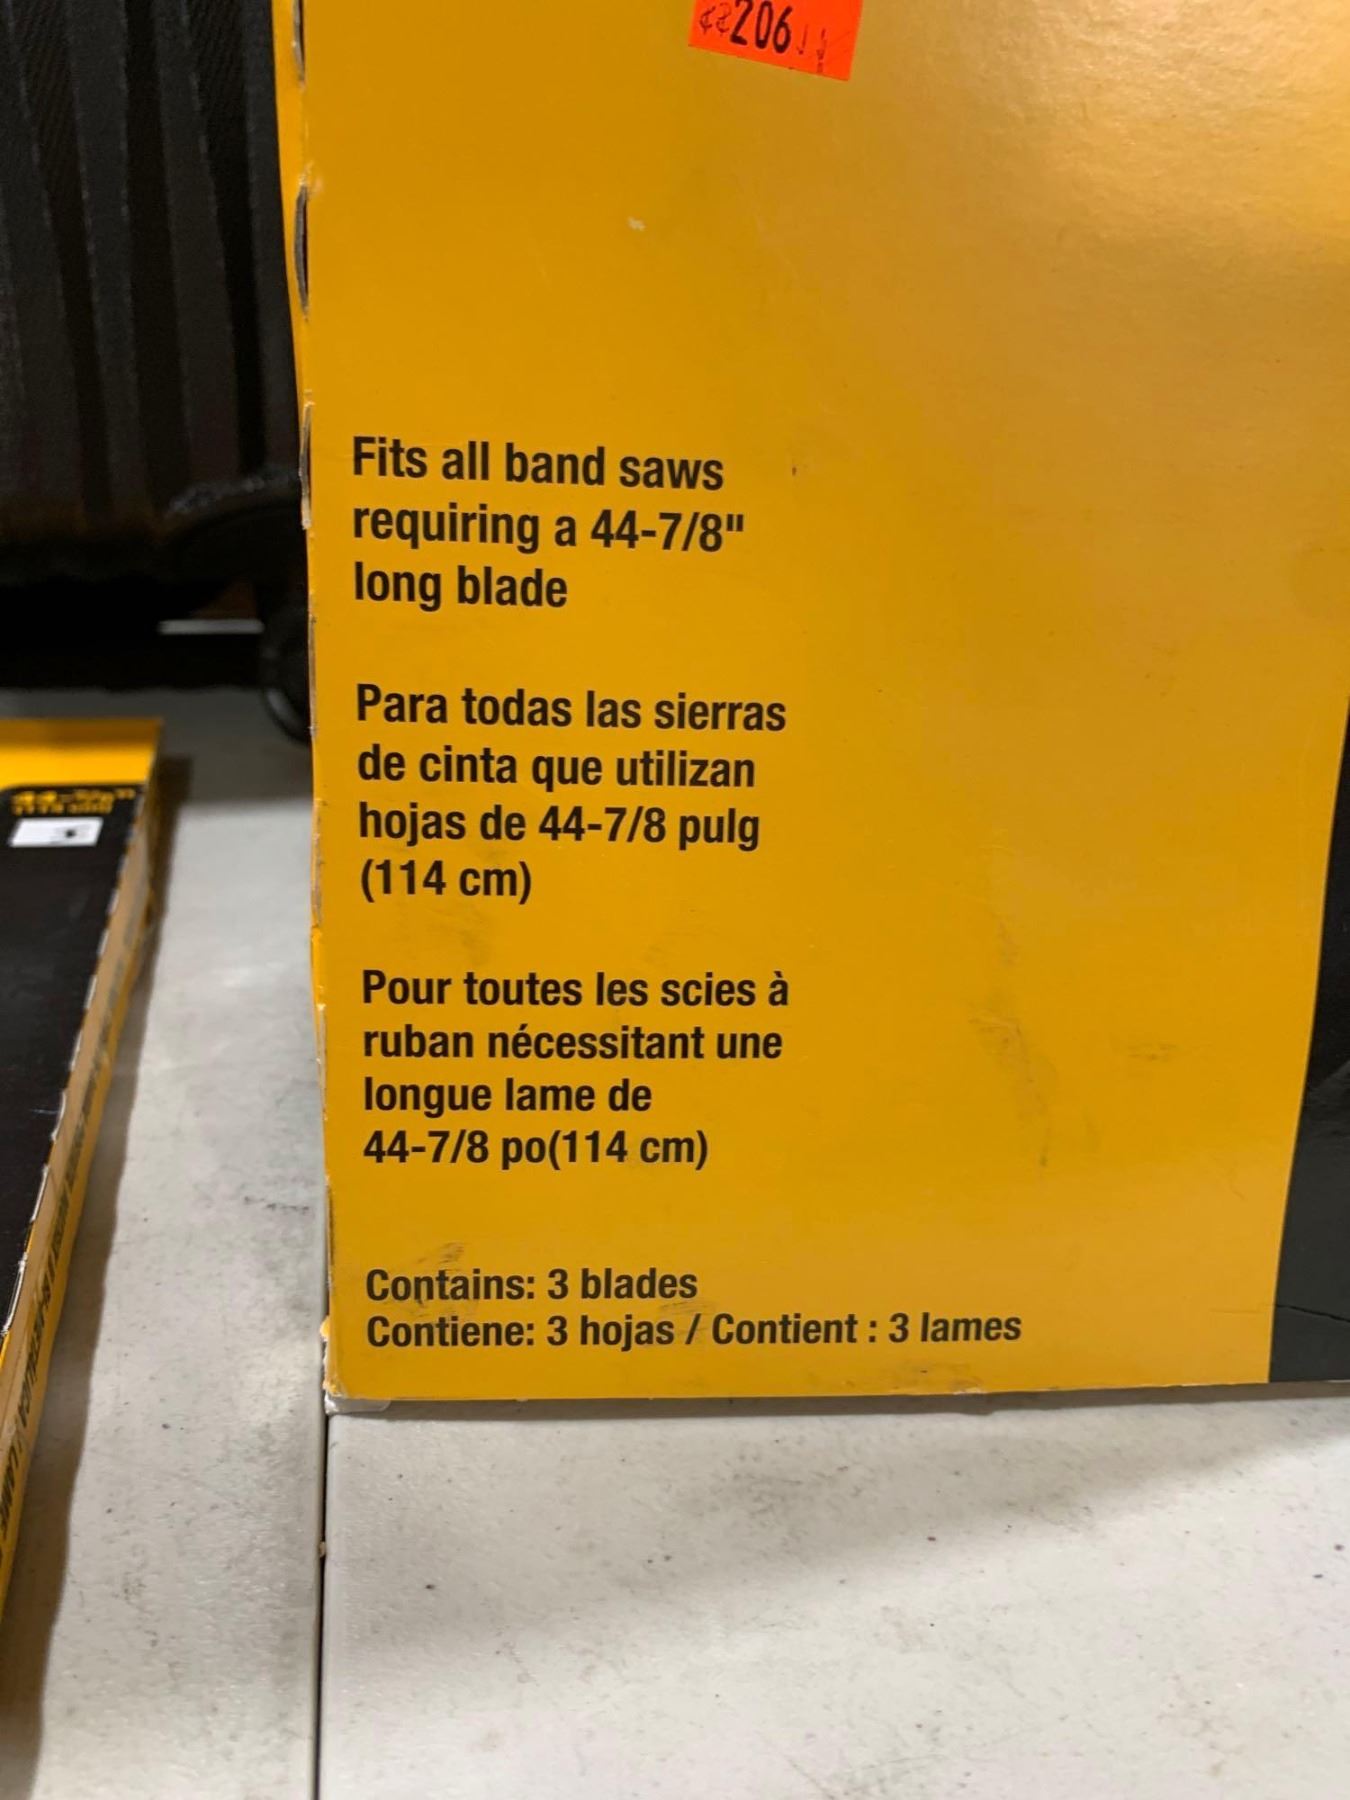 206
Fits all band saws
requiring a 44-7/8"
long blade
Para todas las sierras
de cinta que utilizan
hojas de 44-7/8 pulg
(114 cm)
Pour toutes les scies à
ruban nécessitant une
longue lame de
44-7/8 po(114 cm)
Contains: 3 blades
Contiene: 3 hojas / Contient : 3 lames